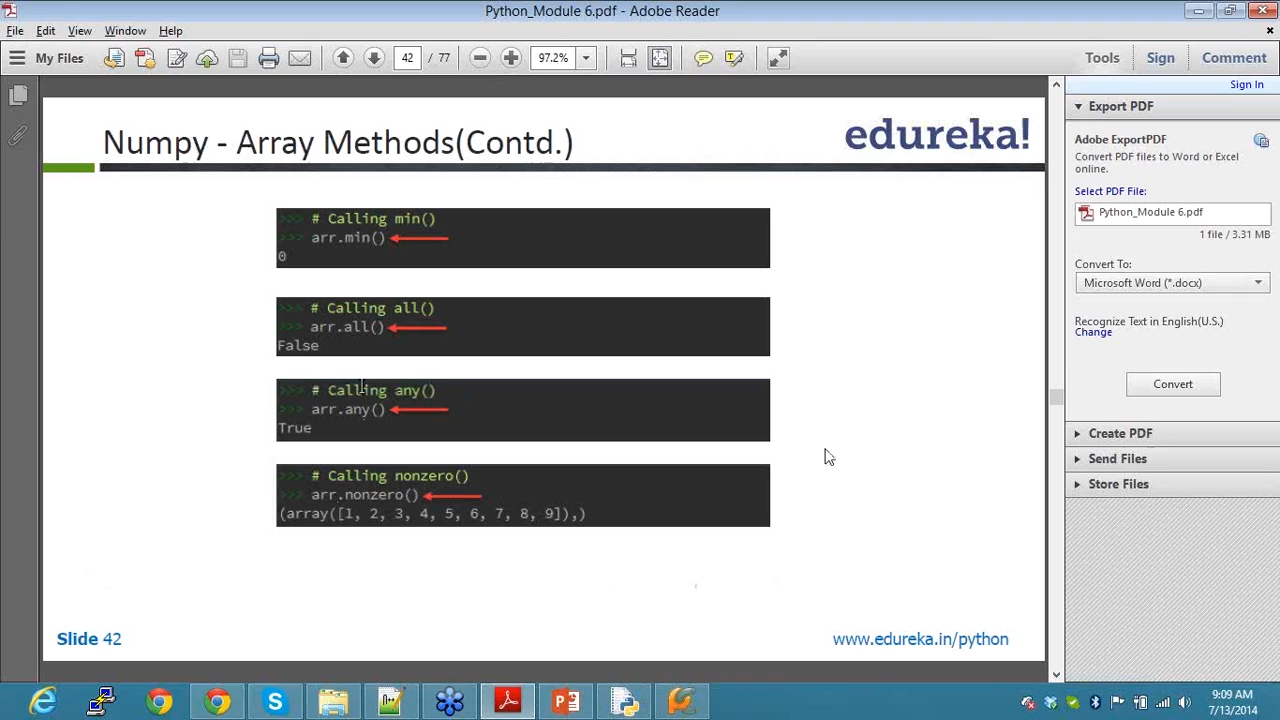 Python_Module 6.pdf - Adobe Reader
File Edit View Window Help
My Files 42 / 77 97.2% Tools Sign Comment
Sign In
Export PDF
Adobe ExportPDF
Convert PDF files to Word or Excel
online.
Select PDF File:
Python_Module 6.pdf
1 file / 3.31 MB
Convert To:
Microsoft Word (*.docx)
Recognize Text in English(U.S.)
Change
Convert
Create PDF
Send Files
Store Files
Numpy - Array Methods(Contd.)
edureka!
>>> # Calling min()
>>> arr.min()
0
>>> # Calling all()
>>> arr.all()
False
>>> # Calling any()
>>> arr.any()
True
>>> # Calling nonzero()
>>> arr.nonzero()
(array([1, 2, 3, 4, 5, 6, 7, 8, 9]),)
Slide 42
www.edureka.in/python
9:09 AM
7/13/2014